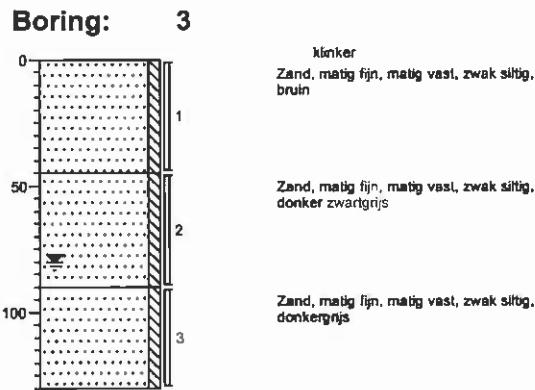 Boring: 3
klinker
0
Zand, matig fijn, matig vast, zwak siltig,
bruin
1
50
Zand, matig fijn, matig vast, zwak siltig,
donker zwartgrijs
2
100
Zand, matig fijn, matig vast, zwak siltig,
donkergrijs
3